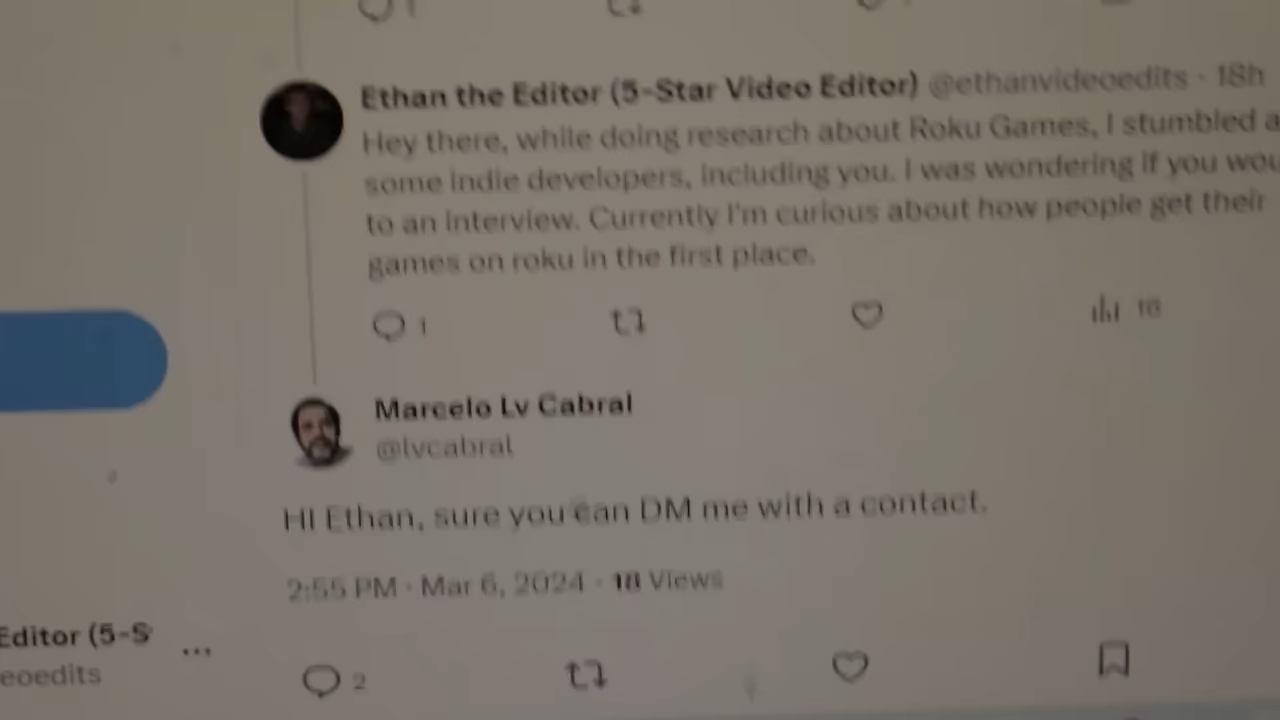 1
Ethan the Editor (5-Star Video Editor) @ethanvideoedits · 18h
Hey there, while doing research about Roku Games, I stumbled a
some indie developers, including you. I was wondering if you wou
to an interview. Currently I'm curious about how people get their
games on roku in the first place.
1 16
Marcelo Lv Cabral
@lvcabral
HI Ethan, sure you can DM me with a contact.
2:55 PM · Mar 6, 2024 · 18 Views
Editor (5-S
...
eoedits
2